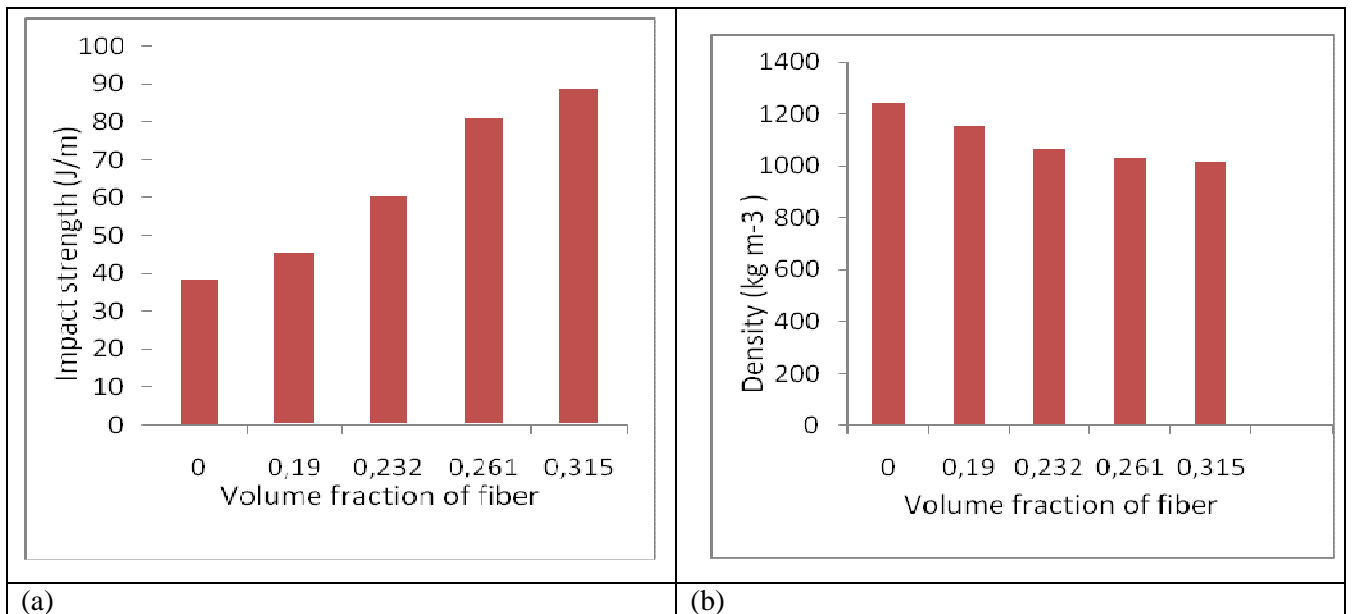 100
90
80
70
60
50
40
30
20
10
0
Impact strength (J/m)
0 0,19 0,232 0,261 0,315
Volume fraction of fiber
(a)
1400
1200
1000
800
600
400
200
0
Density (kg m-3 )
0 0,19 0,232 0,261 0,315
Volume fraction of fiber
(b)